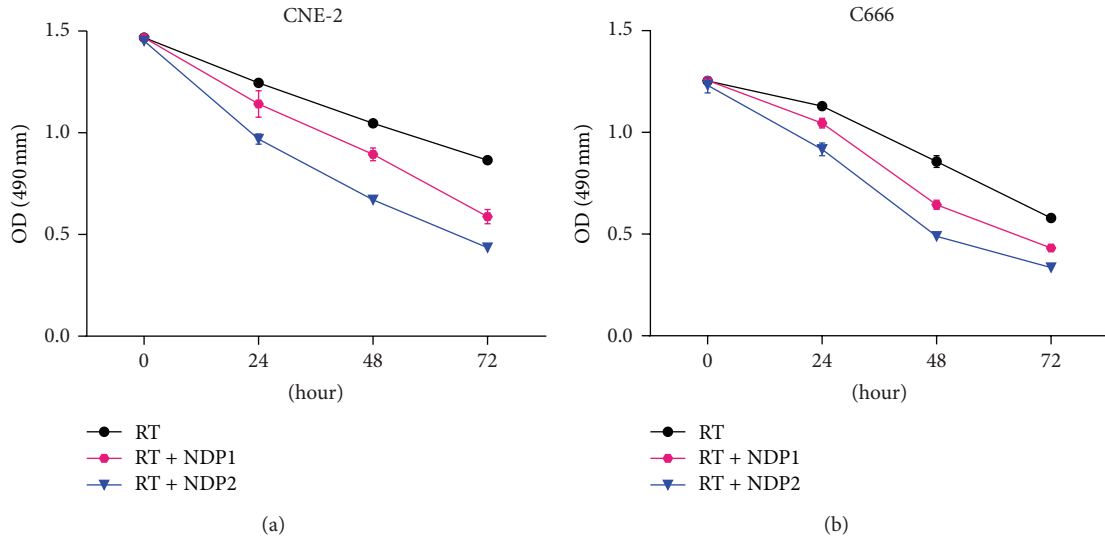 CNE-2
1.5
1.0
0.5
0.0
OD (490 mm)
0 24 48 72
(hour)
RT
RT + NDP1
RT + NDP2
(a)
C666
1.5
1.0
0.5
0.0
OD (490 mm)
0 24 48 72
(hour)
RT
RT + NDP1
RT + NDP2
(b)